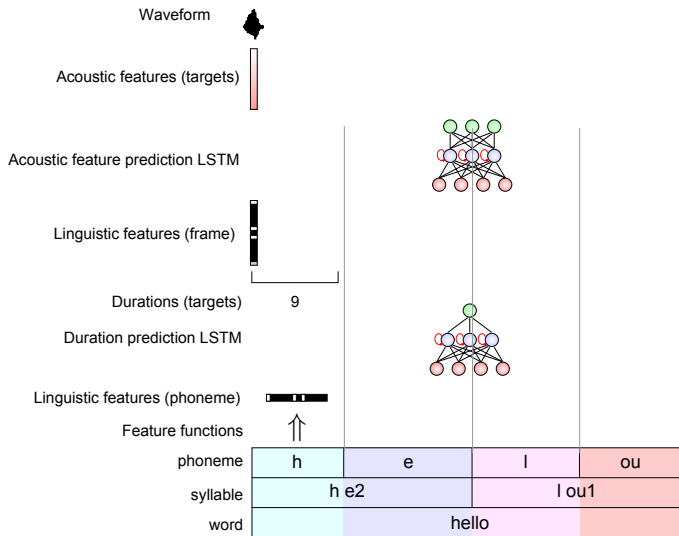 Waveform
Acoustic features (targets)
Acoustic feature prediction LSTM
Linguistic features (frame)
Durations (targets) 9
Duration prediction LSTM
Linguistic features (phoneme)
Feature functions
phoneme h e l ou
syllable h e2 l ou1
word hello